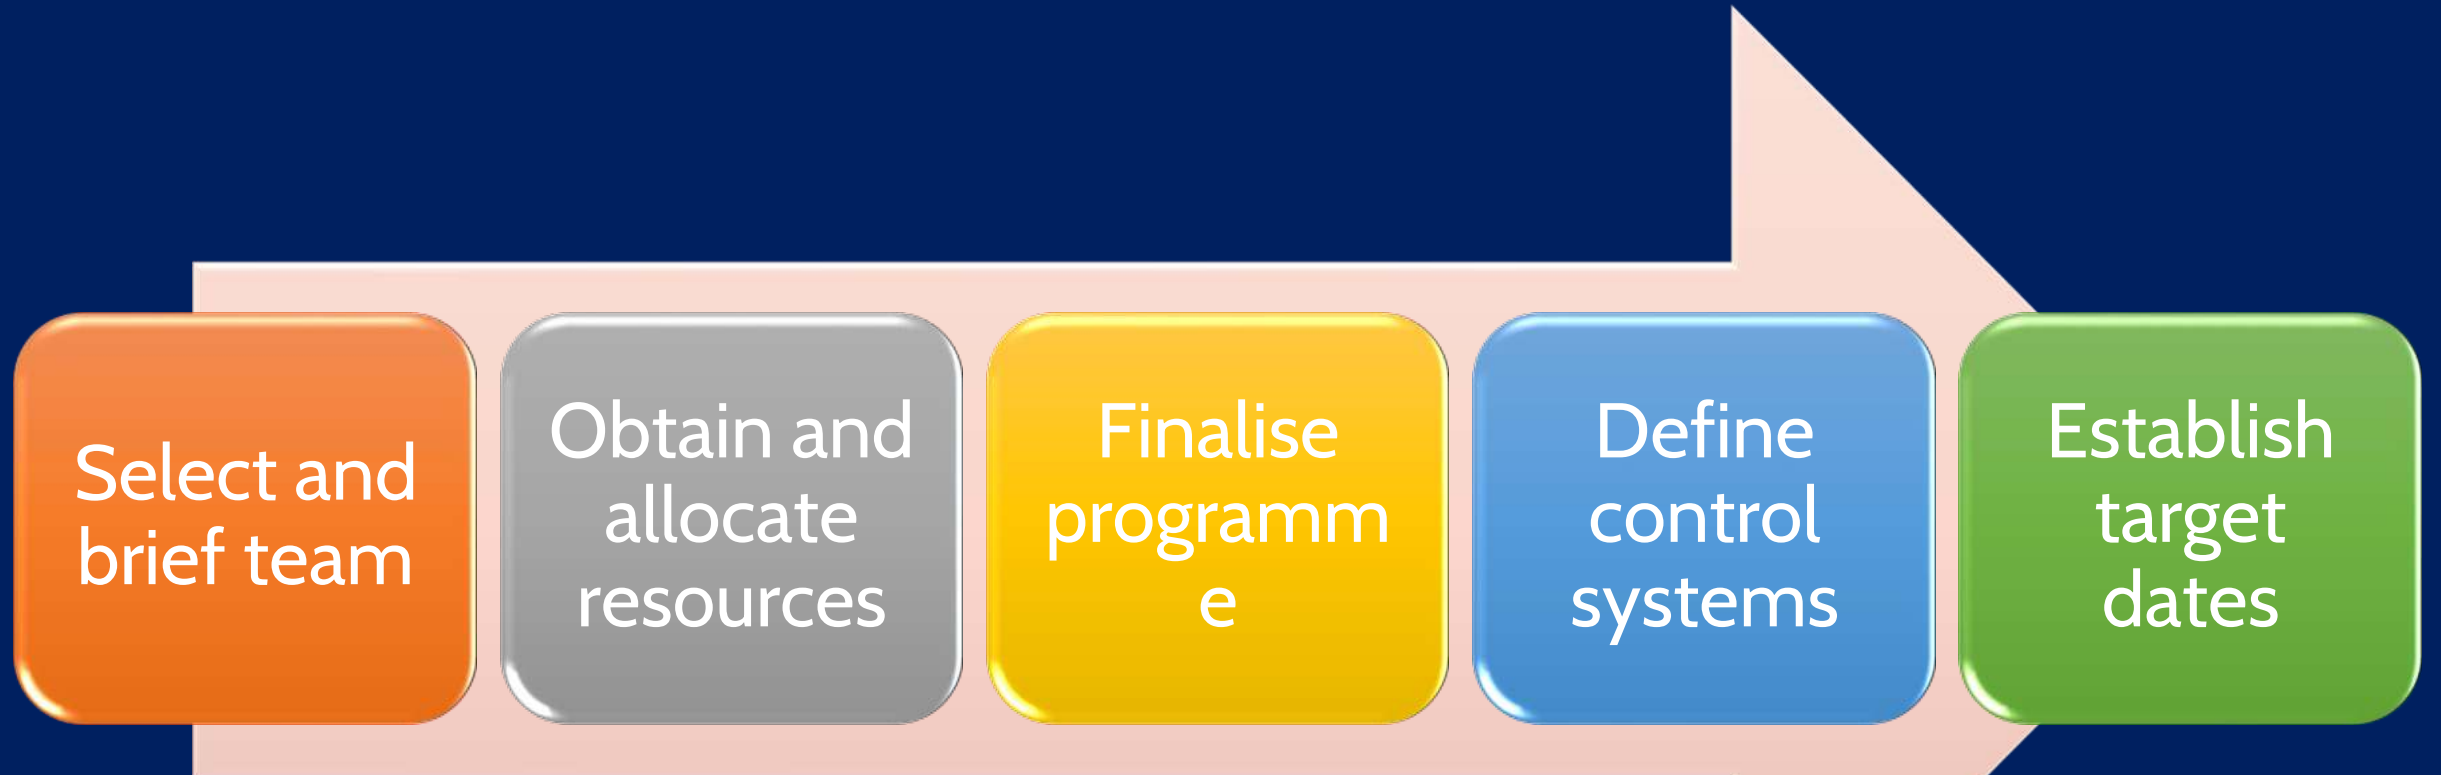 Select and
brief team
Obtain and
allocate
resources
Finalise
programm
e
Define
control
systems
Establish
target
dates